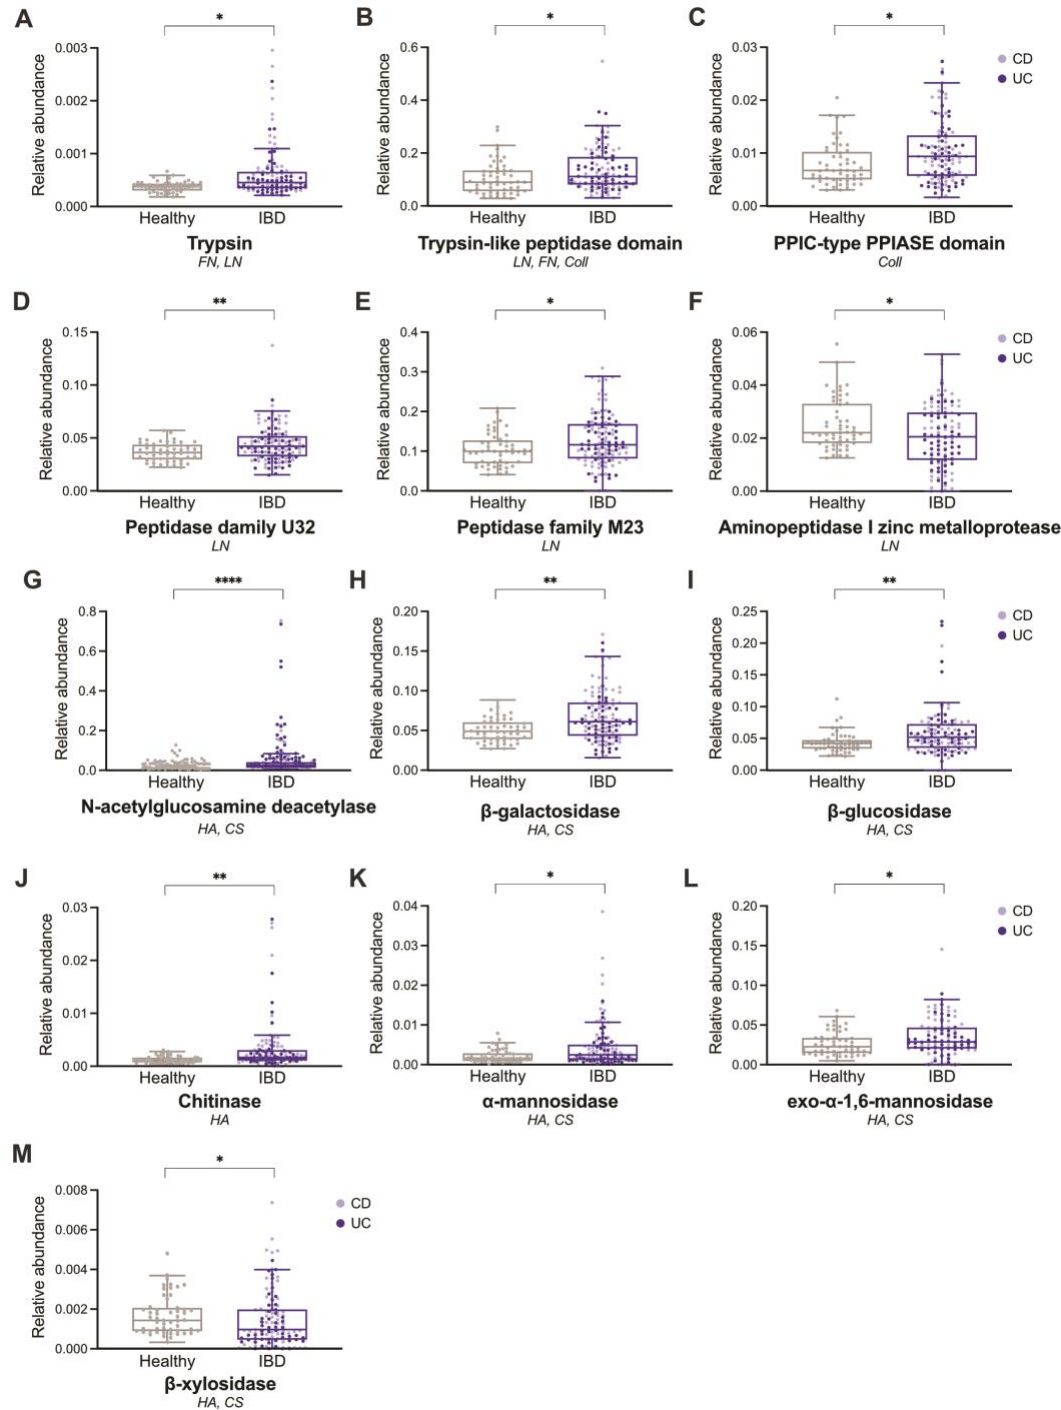 A
*
Relative abundance
0.003
0.002
0.001
0.000
Healthy IBD
Trypsin
FN, LN
B
*
Relative abundance
0.6
0.4
0.2
0.0
Healthy IBD
Trypsin-like peptidase domain
LN, FN, Coll
C
*
Relative abundance
0.03
0.02
0.01
0.00
Healthy IBD
PPIC-type PPIASE domain
Coll
CD
UC
D
**
Relative abundance
0.15
0.10
0.05
0.00
Healthy IBD
Peptidase damily U32
LN
E
*
Relative abundance
0.4
0.3
0.2
0.1
0.0
Healthy IBD
Peptidase family M23
LN
F
*
Relative abundance
0.06
0.04
0.02
0.00
Healthy IBD
Aminopeptidase I zinc metalloprotease
LN
CD
UC
G
****
Relative abundance
0.8
0.6
0.4
0.2
0.0
Healthy IBD
N-acetylglucosamine deacetylase
HA, CS
H
**
Relative abundance
0.20
0.15
0.10
0.05
0.00
Healthy IBD
β-galactosidase
HA, CS
I
**
Relative abundance
0.25
0.20
0.15
0.10
0.05
0.00
Healthy IBD
β-glucosidase
HA, CS
CD
UC
J
**
Relative abundance
0.03
0.02
0.01
0.00
Healthy IBD
Chitinase
HA
K
*
Relative abundance
0.04
0.03
0.02
0.01
0.00
Healthy IBD
α-mannosidase
HA, CS
L
*
Relative abundance
0.20
0.15
0.10
0.05
0.00
Healthy IBD
exo-α-1,6-mannosidase
HA, CS
CD
UC
M
*
Relative abundance
0.008
0.006
0.004
0.002
0.000
Healthy IBD
β-xylosidase
HA, CS
CD
UC